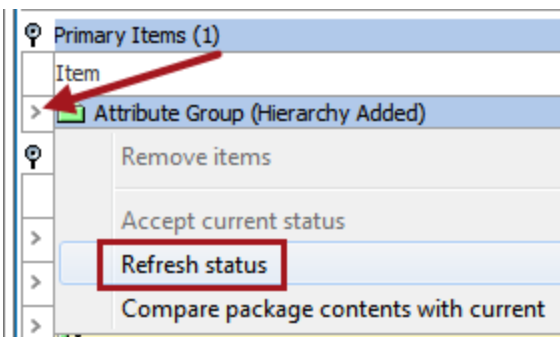 Primary Items (1)
Item
Attribute Group (Hierarchy Added)
Remove items
Accept current status
Refresh status
Compare package contents with current